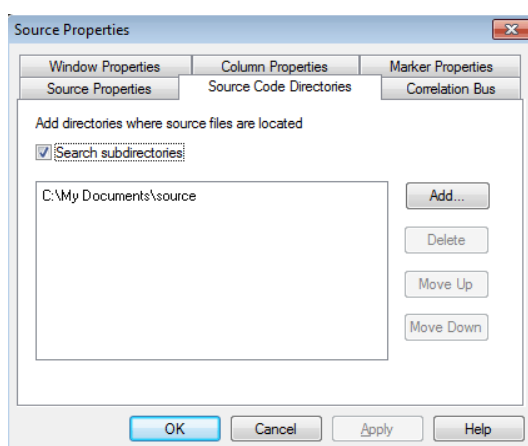 Source Properties
Window Properties Column Properties Marker Properties
Source Properties Source Code Directories Correlation Bus
Add directories where source files are located
Search subdirectories
C:\My Documents\source
Add...
Delete
Move Up
Move Down
OK Cancel Apply Help